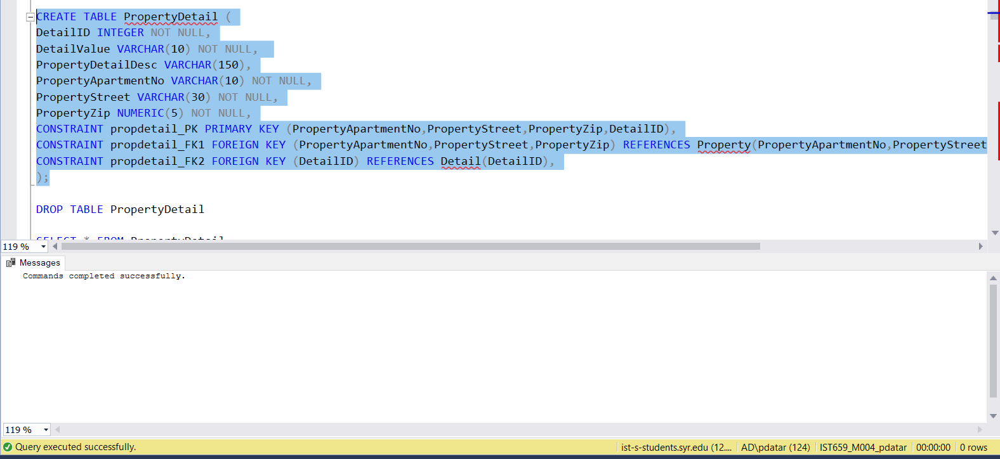 CREATE TABLE PropertyDetail (
DetailID INTEGER NOT NULL,
DetailValue VARCHAR(10) NOT NULL,
PropertyDetailDesc VARCHAR(150),
PropertyApartmentNo VARCHAR(10) NOT NULL,
PropertyStreet VARCHAR(30) NOT NULL,
PropertyZip NUMERIC(5) NOT NULL,
CONSTRAINT propdetail_PK PRIMARY KEY (PropertyApartmentNo,PropertyStreet,PropertyZip,DetailID),
CONSTRAINT propdetail_FK1 FOREIGN KEY (PropertyApartmentNo,PropertyStreet,PropertyZip) REFERENCES Property(PropertyApartmentNo,PropertyStreet
CONSTRAINT propdetail_FK2 FOREIGN KEY (DetailID) REFERENCES Detail(DetailID),
);
DROP TABLE PropertyDetail
SELECT * FROM PropertyDetail
119 %
Messages
Commands completed successfully.
119 %
Query executed successfully. ist-s-students.syr.edu (12.... AD\pdatar (124) IST659_M004_pdatar 00:00:00 0 rows